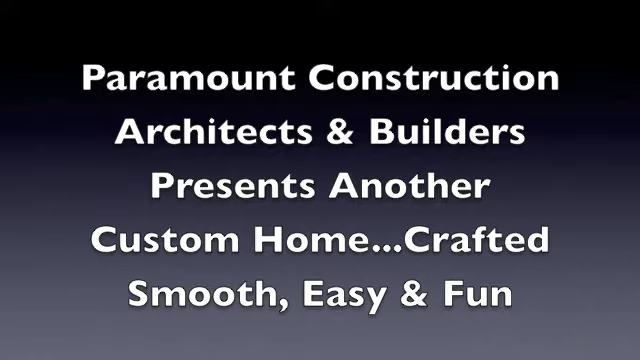 Paramount Construction
Architects & Builders
Presents Another
Custom Home...Crafted
Smooth, Easy & Fun